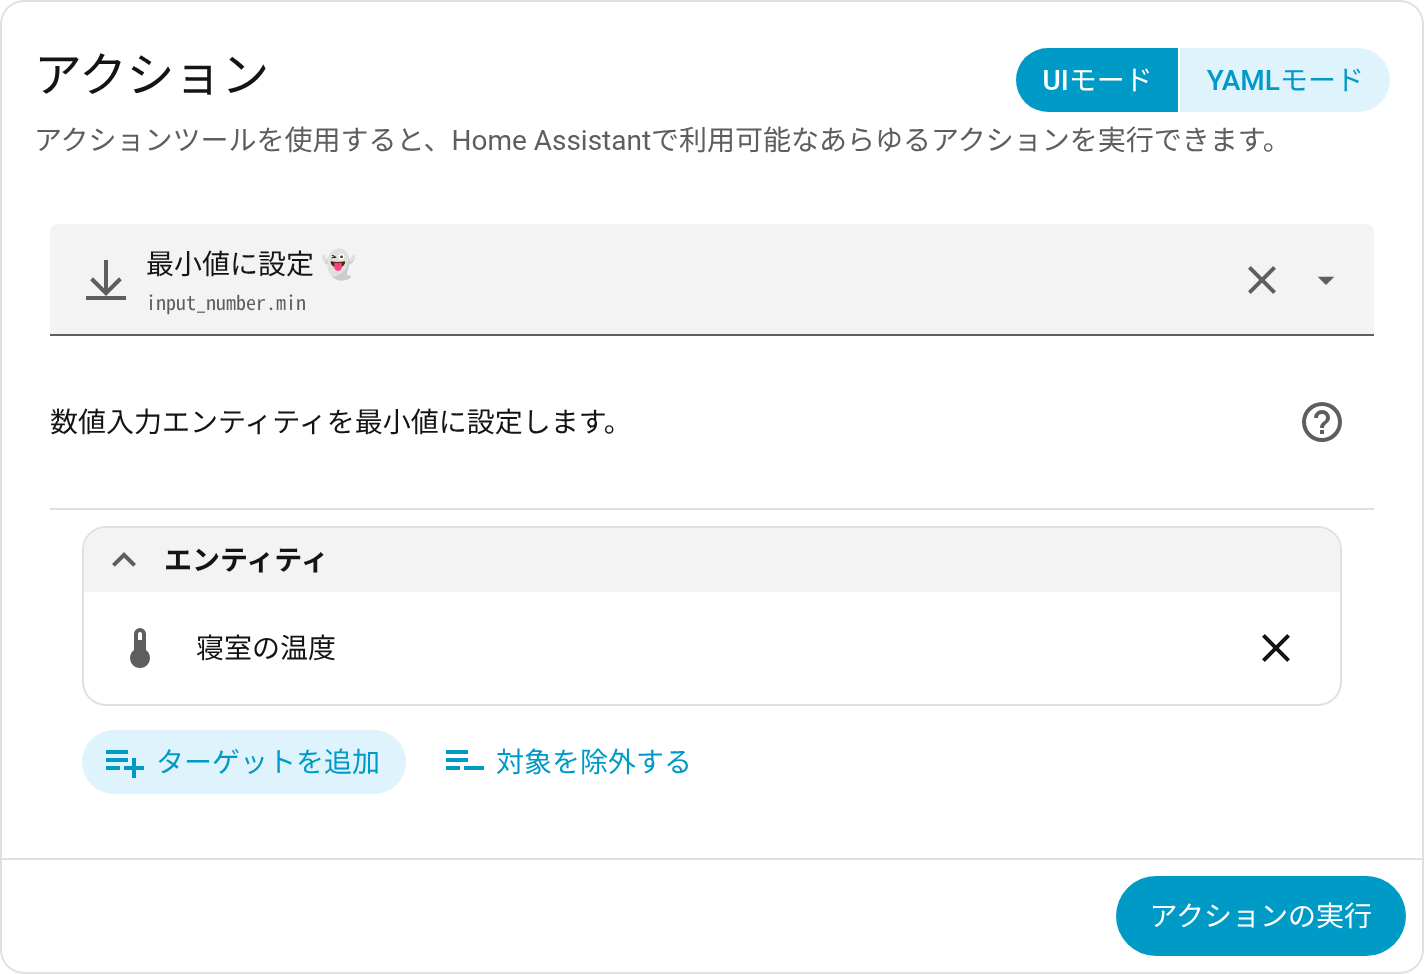 アクション
UIモード
YAMLモード
アクションツールを使用すると、Home Assistantで利用可能なあらゆるアクションを実行できます。
最小値に設定 👻
input_number.min
数値入力エンティティを最小値に設定します。
エンティティ
寝室の温度
ターゲットを追加
対象を除外する
アクションの実行